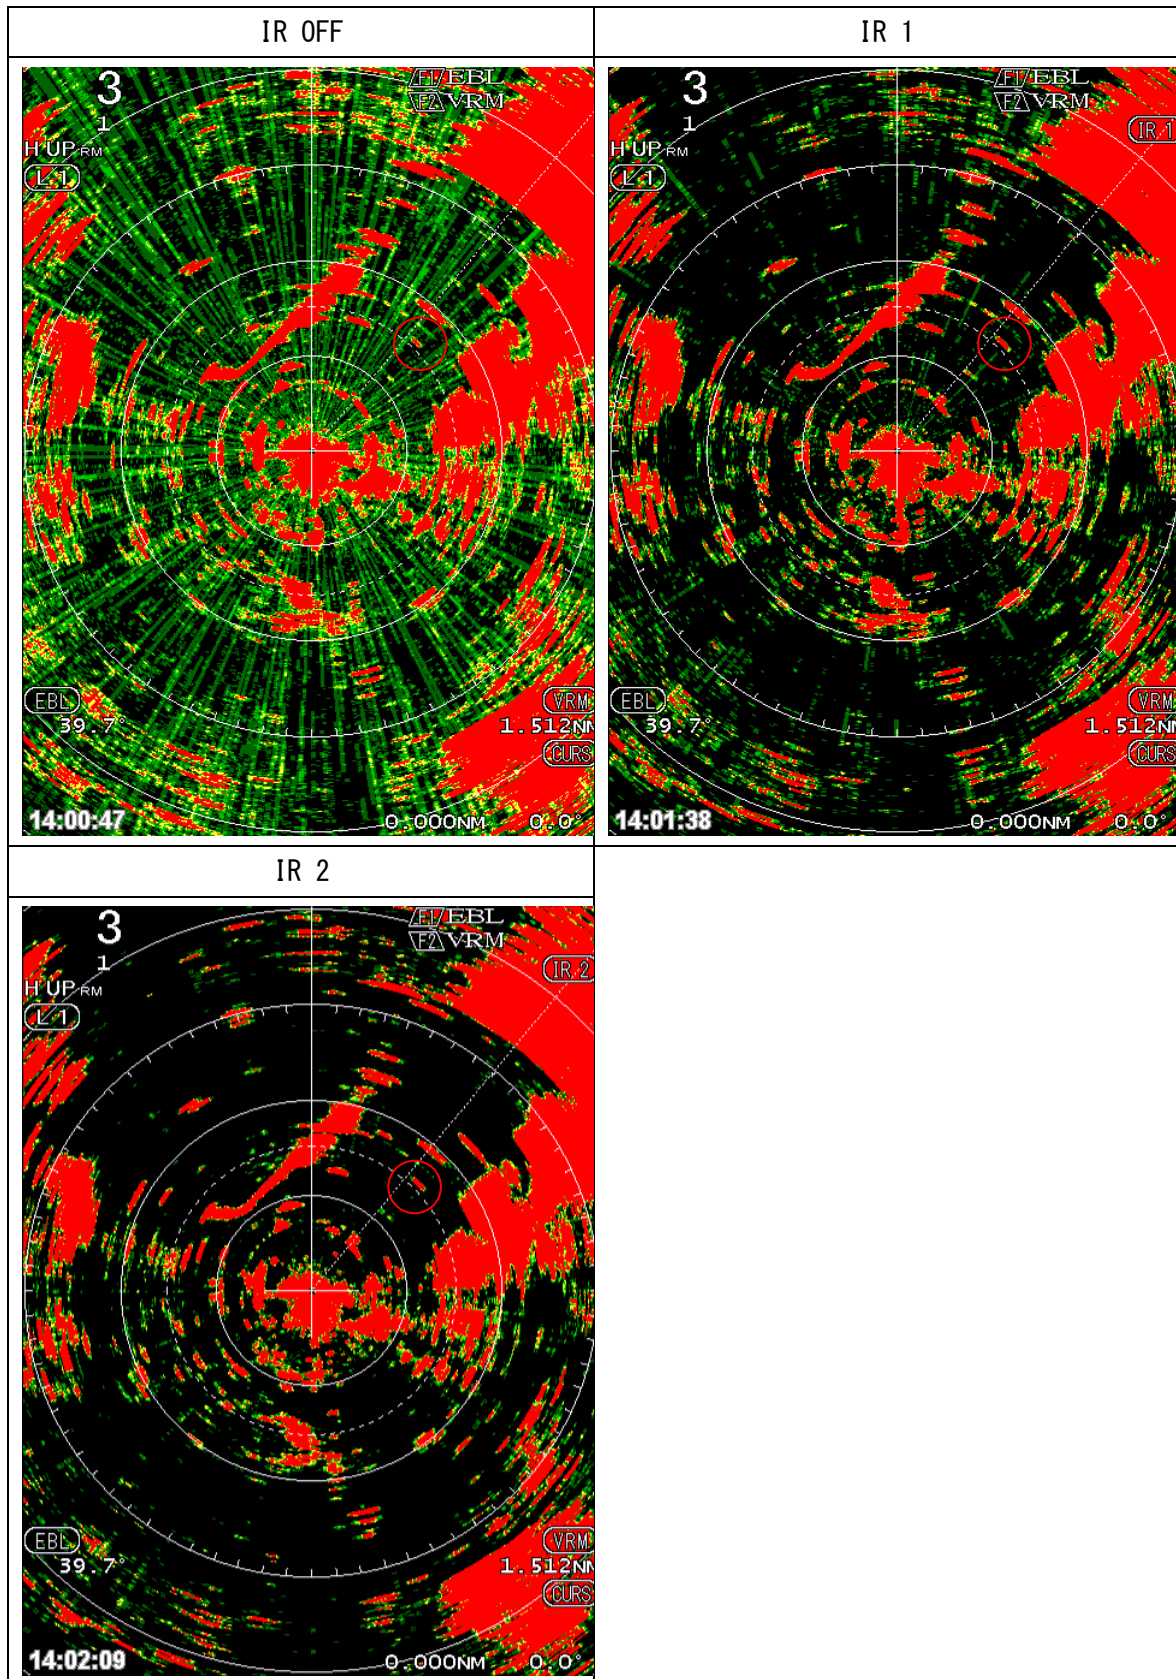 IR OFF
IR 1
3
1
F1 EBL
F2 VRM
H UP RM
L.1
EBL
39.7°
VRM
1.512NM
CURS
14:00:47
0.000NM 0.0°
3
1
F1 EBL
F2 VRM
IR.1
H UP RM
L.1
EBL
39.7°
VRM
1.512NM
CURS
14:01:38
0.000NM 0.0°
IR 2
3
1
F1 EBL
F2 VRM
IR.2
H UP RM
L.1
EBL
39.7°
VRM
1.512NM
CURS
14:02:09
0.000NM 0.0°